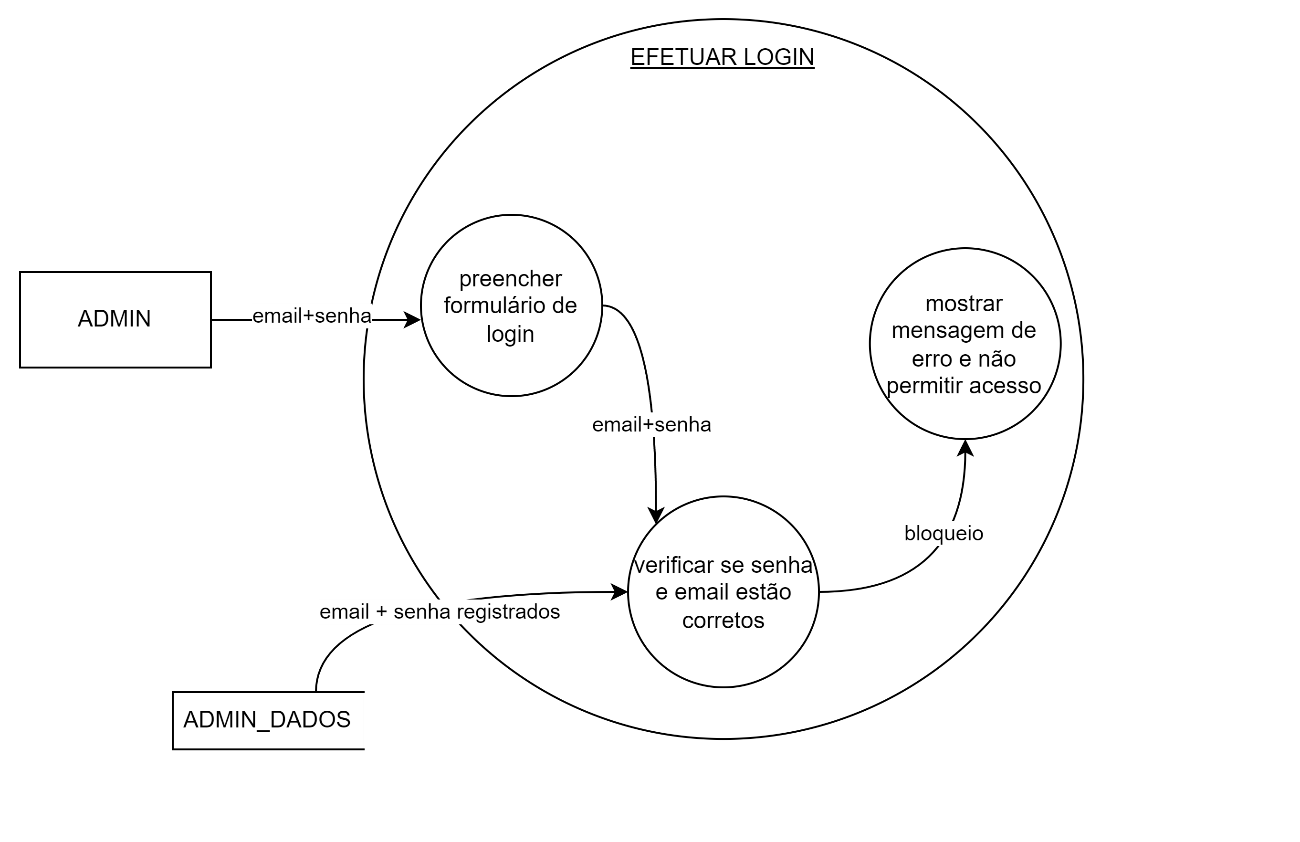 EFETUAR LOGIN
preencher
formulário de
login
ADMIN
email+senha
mostrar
mensagem de
erro e não
permitir acesso
email+senha
bloqueio
verificar se senha
e email estão
corretos
email + senha registrados
ADMIN_DADOS